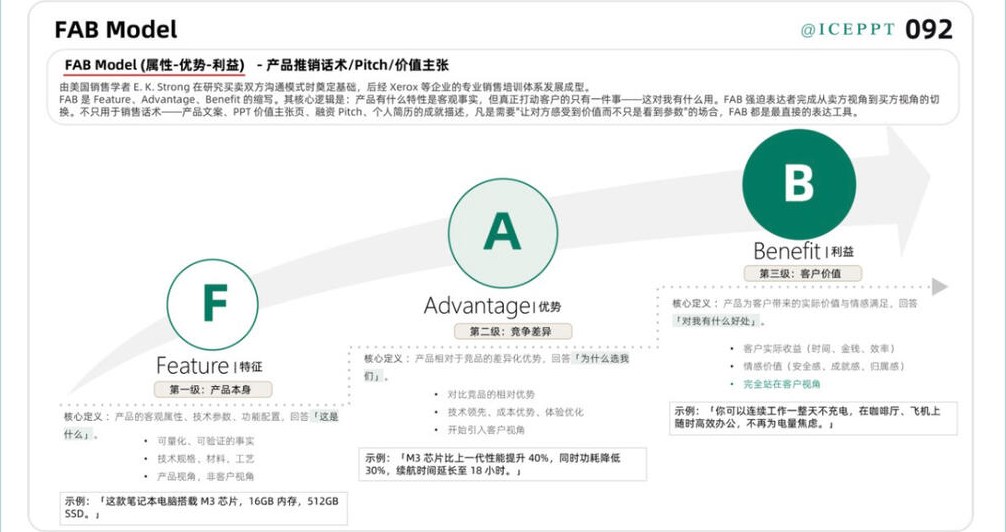 FAB Model
@ICEPPT 092
FAB Model (属性-优势-利益) - 产品推销话术/Pitch/价值主张
由美国销售学者 E. K. Strong 在研究买卖双方沟通模式时奠定基础，后经 Xerox 等企业的专业销售培训体系发展成型。
FAB 是 Feature、Advantage、Benefit 的缩写。其核心逻辑是：产品有什么特性是客观事实，但真正打动客户的只有一件事——这对我有什么用。FAB 强迫表达者完成从卖方视角到买方视角的切
换。不只用于销售话术——产品文案、PPT 价值主张页、融资 Pitch、个人简历的成就描述，凡是需要"让对方感受到价值而不只是看到参数"的场合，FAB 都是最直接的表达工具。
F
Feature | 特征
第一级：产品本身
核心定义：产品的客观属性、技术参数、功能配置，回答「这是
什么」。
• 可量化、可验证的事实
• 技术规格、材料、工艺
• 产品视角，非客户视角
示例：「这款笔记本电脑搭载 M3 芯片，16GB 内存，512GB
SSD。」
A
Advantage | 优势
第二级：竞争差异
核心定义：产品相对于竞品的差异化优势，回答「为什么选我
们」。
• 对比竞品的相对优势
• 技术领先、成本优势、体验优化
• 开始引入客户视角
示例：「M3 芯片比上一代性能提升 40%，同时功耗降低
30%，续航时间延长至 18 小时。」
B
Benefit | 利益
第三级：客户价值
核心定义：产品为客户带来的实际价值与情感满足，回答
「对我有什么好处」。
• 客户实际收益（时间、金钱、效率）
• 情感价值（安全感、成就感、归属感）
• 完全站在客户视角
示例：「你可以连续工作一整天不充电，在咖啡厅、飞机上
随时高效办公，不再为电量焦虑。」